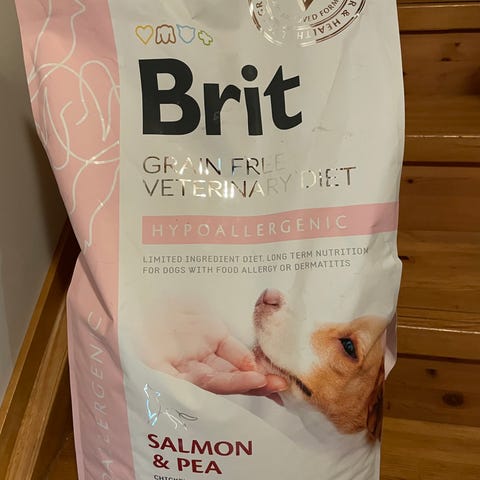 Brit
GRAIN FREE
VETERINARY DIET
HYPOALLERGENIC
LIMITED INGREDIENT DIET. LONG TERM NUTRITION
FOR DOGS WITH FOOD ALLERGY OR DERMATITIS
SALMON
& PEA